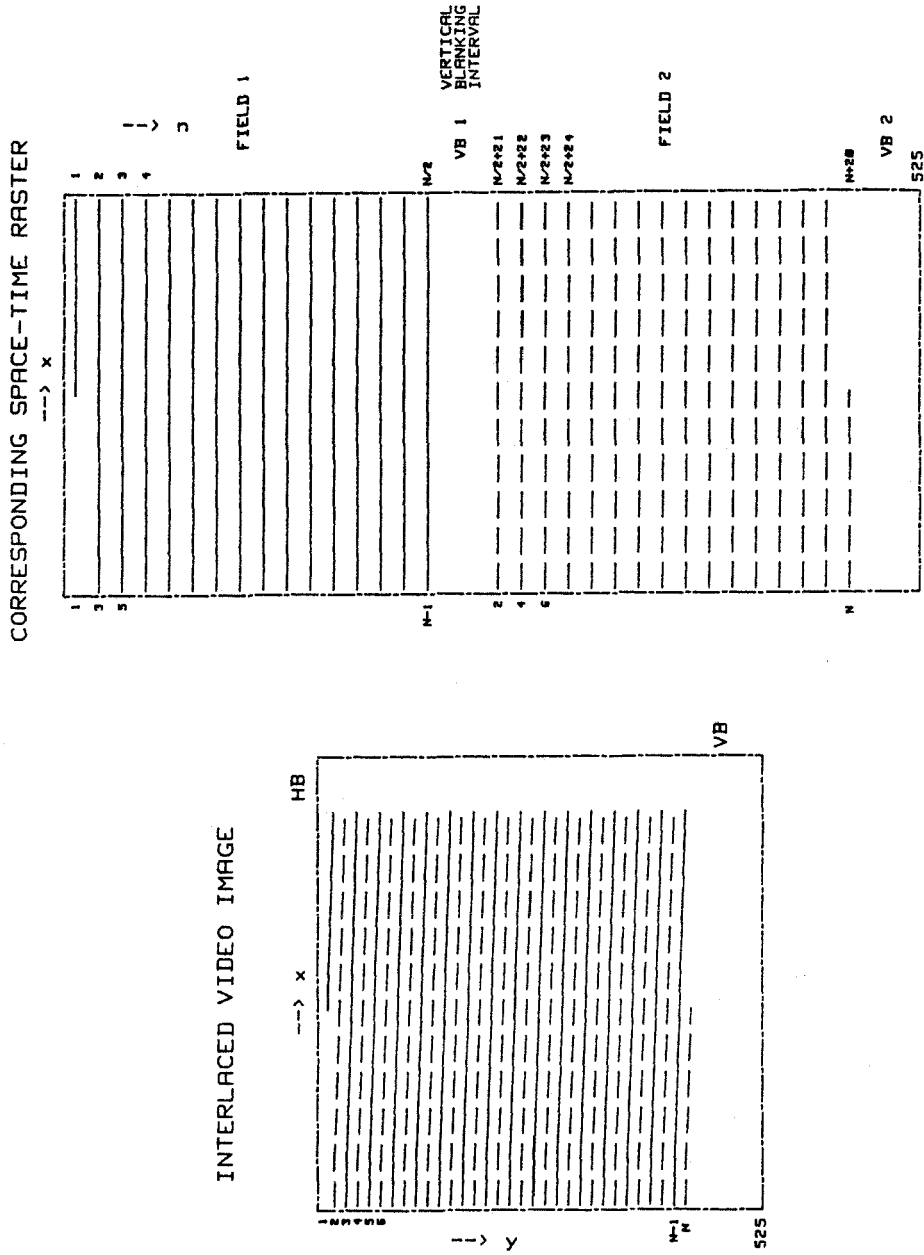 CORRESPONDING SPACE-TIME RASTER
---> x
1
3
5
N-1
2
4
6
N
1
2
3
4
N/2
N/2+21
N/2+22
N/2+23
N/2+24
N+20
525
---> n
FIELD 1
VB 1
VERTICAL
BLANKING
INTERVAL
FIELD 2
VB 2
INTERLACED VIDEO IMAGE
---> x
HB
1
2
3
4
5
6
N-1
N
525
Y <---
VB